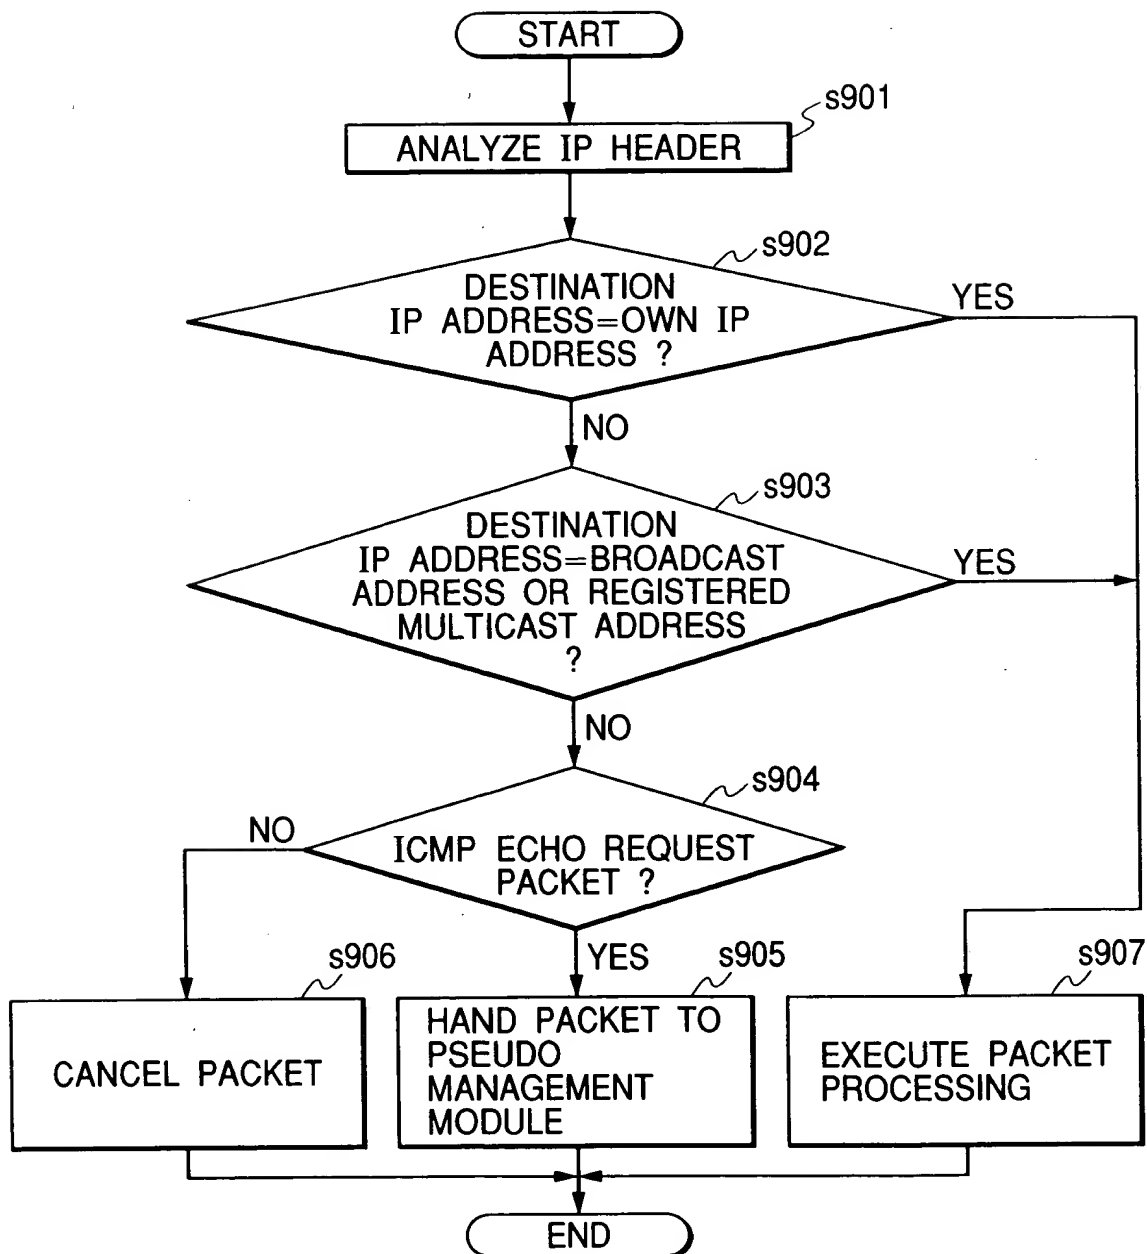 START
s901
ANALYZE IP HEADER
s902
DESTINATION
IP ADDRESS=OWN IP
ADDRESS ?
YES
NO
s903
DESTINATION
IP ADDRESS=BROADCAST
ADDRESS OR REGISTERED
MULTICAST ADDRESS
?
YES
NO
s904
ICMP ECHO REQUEST
PACKET ?
NO
YES
s906
CANCEL PACKET
s905
HAND PACKET TO
PSEUDO
MANAGEMENT
MODULE
s907
EXECUTE PACKET
PROCESSING
END